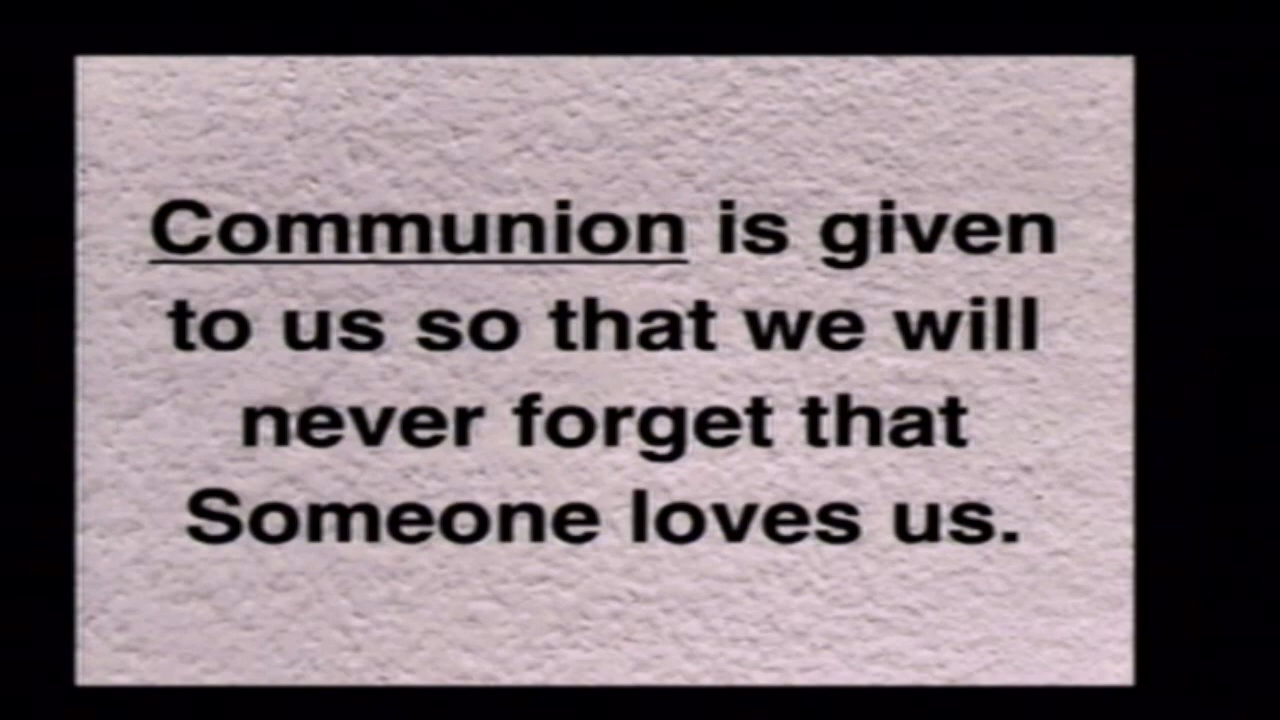 Communion is given
to us so that we will
never forget that
Someone loves us.